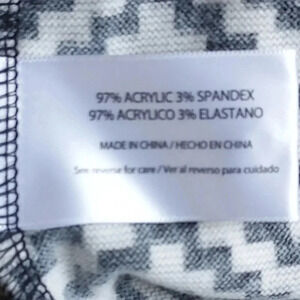 97% ACRYLIC 3% SPANDEX
97% ACRYLICO 3% ELASTANO
MADE IN CHINA / HECHO EN CHINA
See reverse for care / Ver al reverso para cuidado